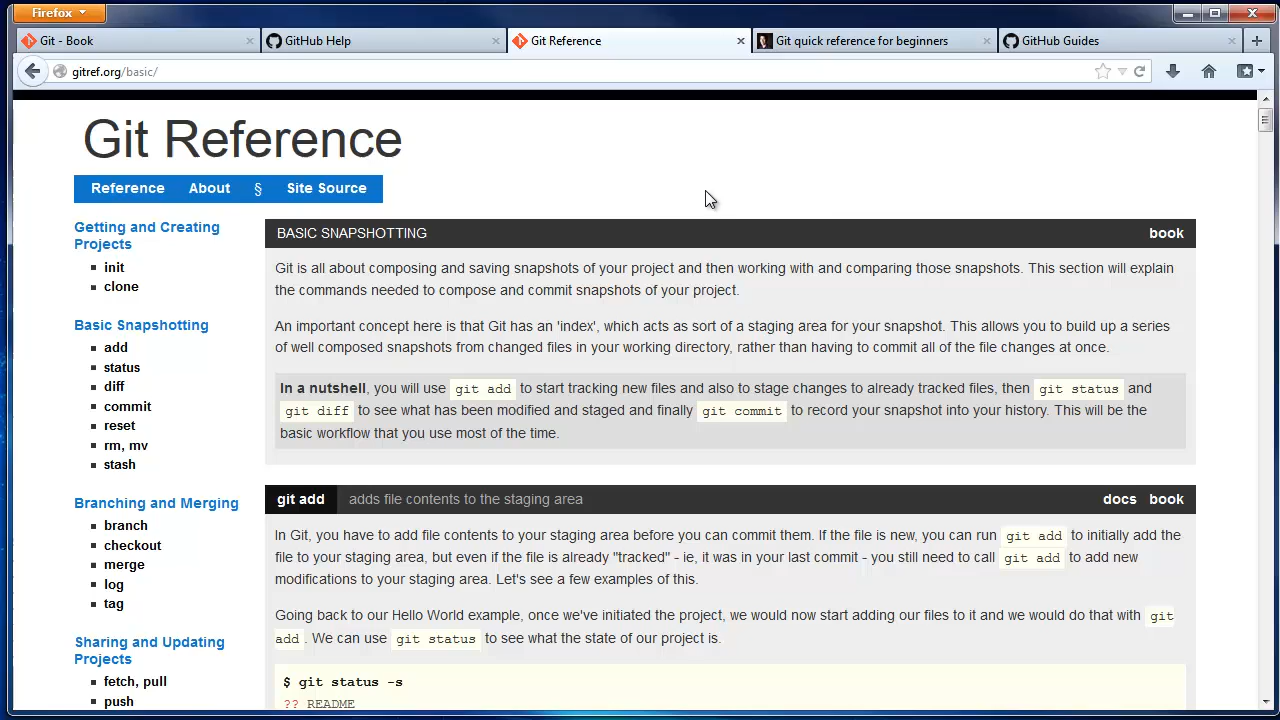 Firefox
Git - Book
GitHub Help
Git Reference
Git quick reference for beginners
GitHub Guides
gitref.org/basic/
Git Reference
Reference About § Site Source
Getting and Creating
Projects
init
clone
Basic Snapshotting
add
status
diff
commit
reset
rm, mv
stash
Branching and Merging
branch
checkout
merge
log
tag
Sharing and Updating
Projects
fetch, pull
push
BASIC SNAPSHOTTING book
Git is all about composing and saving snapshots of your project and then working with and comparing those snapshots. This section will explain
the commands needed to compose and commit snapshots of your project.
An important concept here is that Git has an 'index', which acts as sort of a staging area for your snapshot. This allows you to build up a series
of well composed snapshots from changed files in your working directory, rather than having to commit all of the file changes at once.
In a nutshell, you will use git add to start tracking new files and also to stage changes to already tracked files, then git status and
git diff to see what has been modified and staged and finally git commit to record your snapshot into your history. This will be the
basic workflow that you use most of the time.
git add adds file contents to the staging area docs book
In Git, you have to add file contents to your staging area before you can commit them. If the file is new, you can run git add to initially add the
file to your staging area, but even if the file is already "tracked" - ie, it was in your last commit - you still need to call git add to add new
modifications to your staging area. Let's see a few examples of this.
Going back to our Hello World example, once we've initiated the project, we would now start adding our files to it and we would do that with git
add. We can use git status to see what the state of our project is.
$ git status -s
?? README